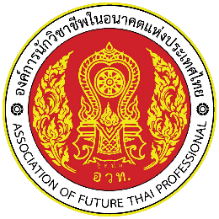 องค์การนักวิชาชีพในอนาคตแห่งประเทศไทย
อวท.
ASSOCIATION OF FUTURE THAI PROFESSIONAL